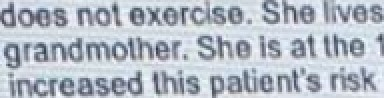 does not exercise. She lives
grandmother. She is at the
increased this patient's risk